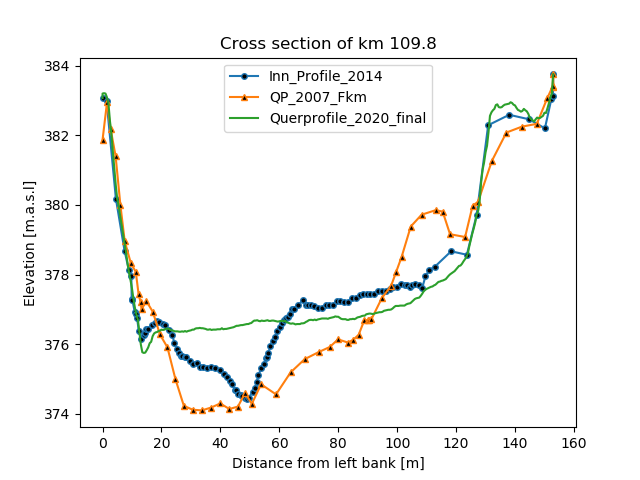 Cross section of km 109.8
Inn_Profile_2014
QP_2007_Fkm
Querprofile_2020_final
Elevation [m.a.s.l]
384
382
380
378
376
374
0 20 40 60 80 100 120 140 160
Distance from left bank [m]